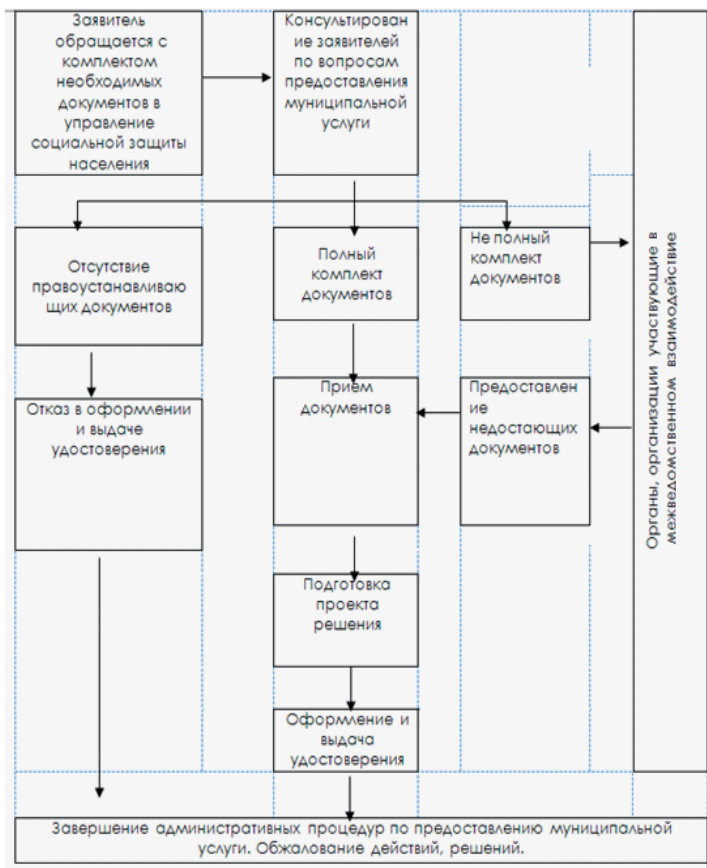 Заявитель
обращается с
комплектом
необходимых
документов в
управление
социальной защиты
населения
Консультирован
ие заявителей
по вопросам
предоставления
муниципальной
услуги
Отсутствие
правоустанавливаю
щих документов
Полный
комплект
документов
Не полный
комплект
документов
Органы, организации участвующие в
межведомственном взаимодействие
Отказ в оформлении
и выдаче
удостоверения
Прием
документов
Предоставлен
ие
недостающих
документов
Подготовка
проекта
решения
Оформление и
выдача
удостоверения
Завершение административных процедур по предоставлению муниципальной
услуги. Обжалование действий, решений.